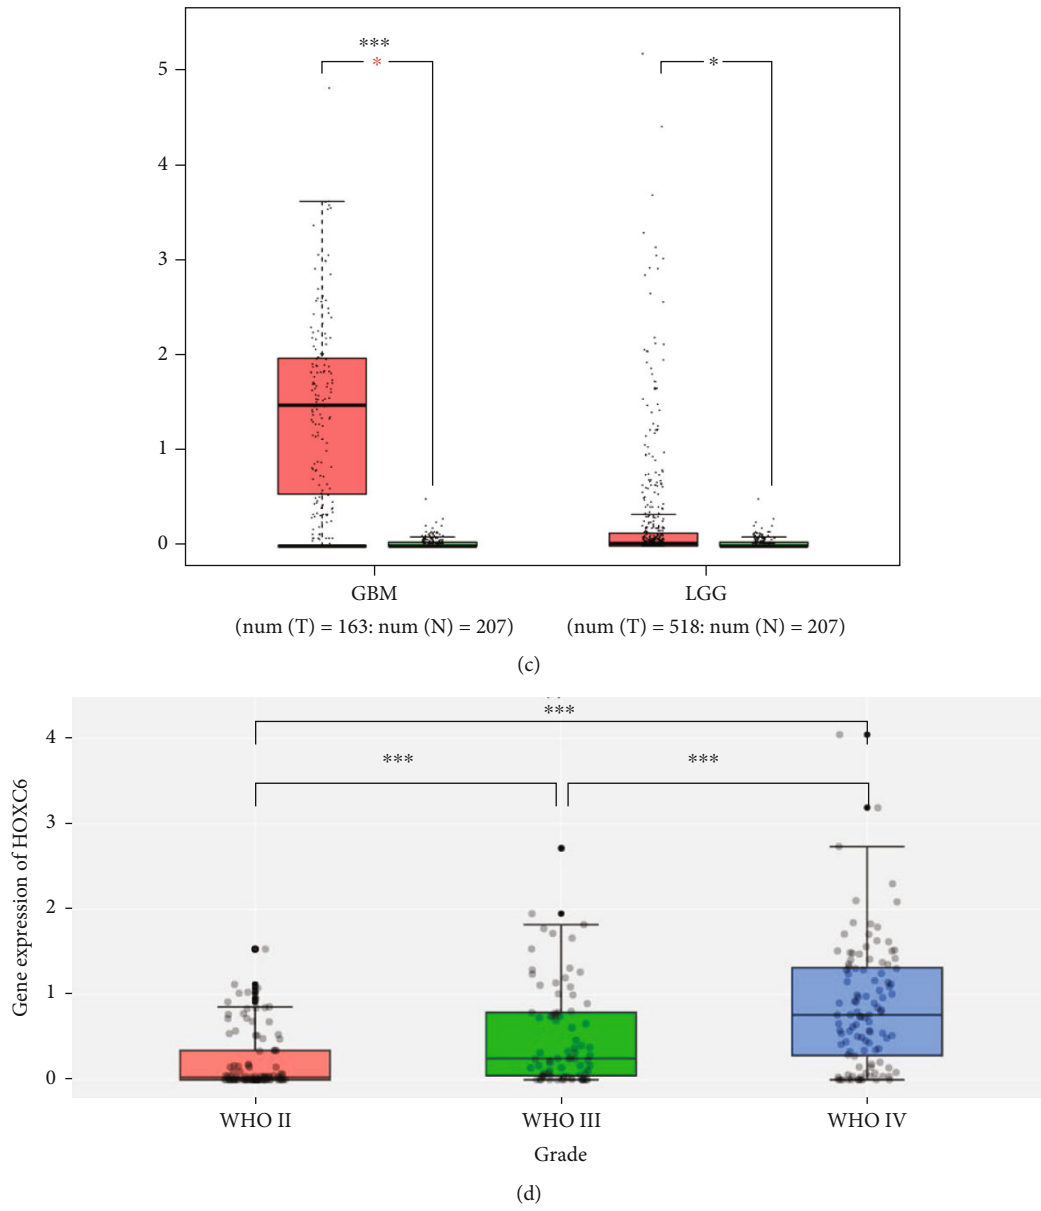 ***
*
*
5
4
3
2
1
0
GBM
LGG
(num (T) = 163: num (N) = 207)
(num (T) = 518: num (N) = 207)
(c)
***
***
***
4
3
2
1
0
Gene expression of HOXC6
WHO II
WHO III
WHO IV
Grade
(d)